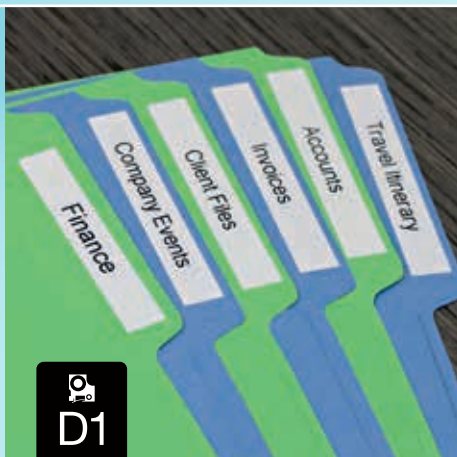 Finance
Company Events
Client Files
Invoices
Accounts
Travel Itinerary
D1